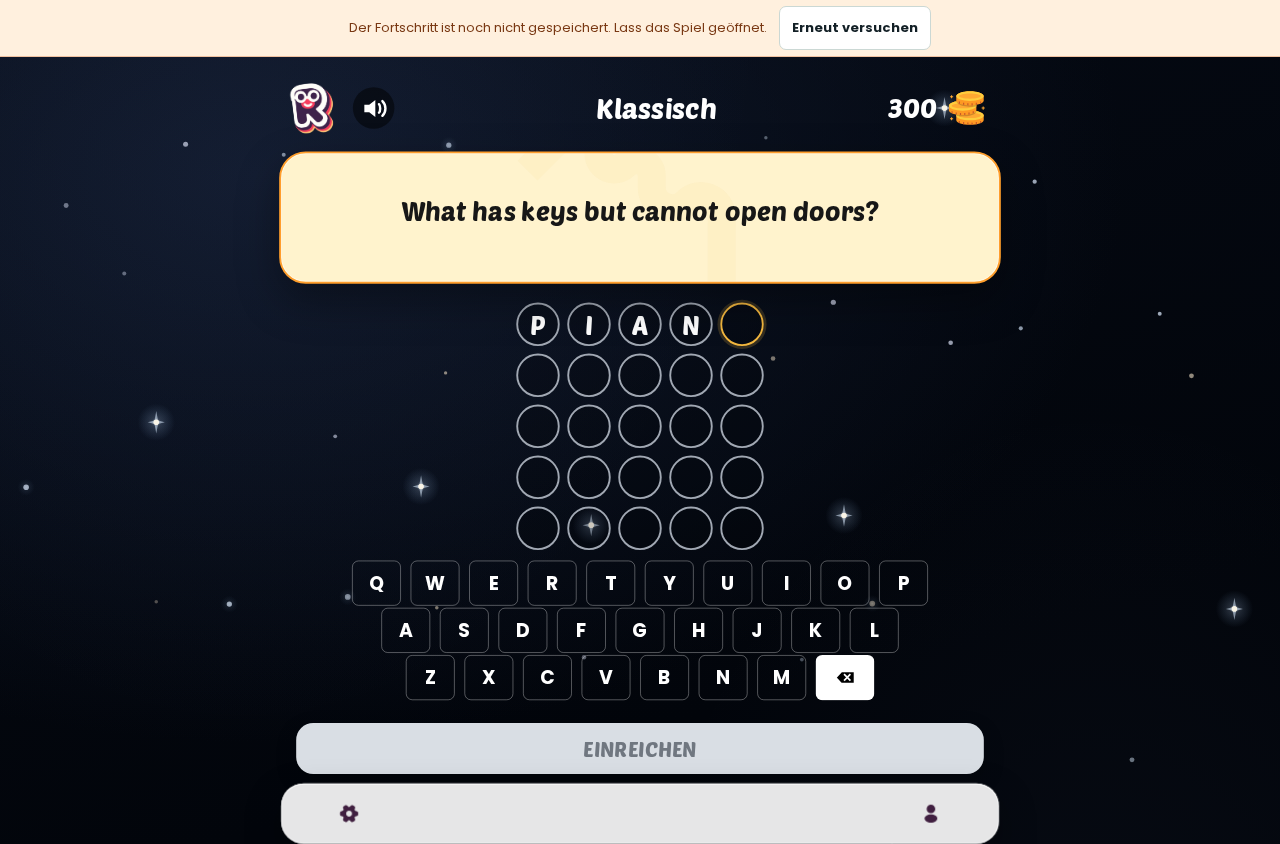 Der Fortschritt ist noch nicht gespeichert. Lass das Spiel geöffnet. Erneut versuchen
Klassisch 300
What has keys but cannot open doors?
P I A N
Q W E R T Y U I O P
A S D F G H J K L
Z X C V B N M
EINREICHEN